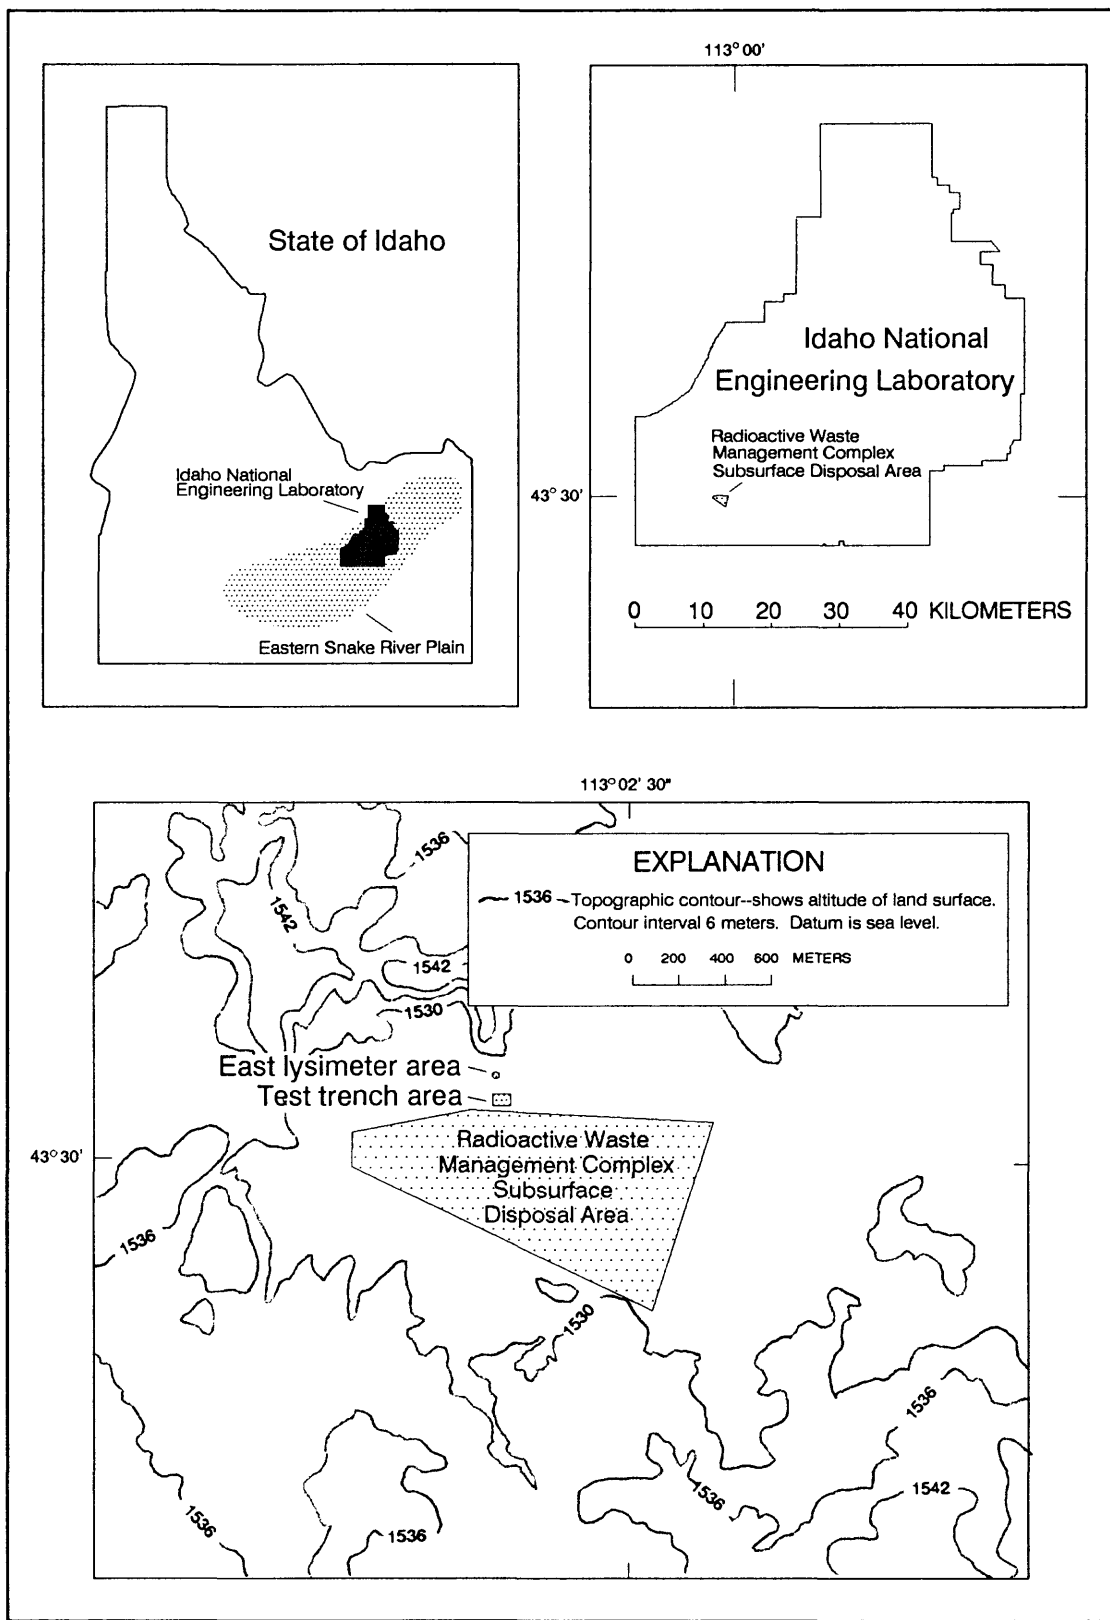 State of Idaho
Idaho National
Engineering Laboratory
Eastern Snake River Plain
113° 00'
Idaho National
Engineering Laboratory
Radioactive Waste
Management Complex
Subsurface Disposal Area
43° 30'
0 10 20 30 40 KILOMETERS
113° 02' 30"
EXPLANATION
1536 Topographic contour--shows altitude of land surface.
Contour interval 6 meters. Datum is sea level.
0 200 400 600 METERS
1536
1542
1542
1530
East lysimeter area
Test trench area
43° 30'
Radioactive Waste
Management Complex
Subsurface
Disposal Area
1536
1530
1536
1536
1542
1536
1536